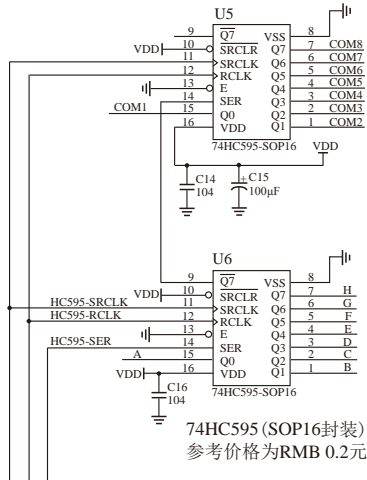 U5
9 Q7 VSS 8
VDD 10 SRCLR Q7 7 COM8
11 SRCLK Q6 6 COM7
12 RCLK Q5 5 COM6
13 E Q4 4 COM5
14 SER Q3 3 COM4
COM1 15 Q0 Q2 2 COM3
16 VDD Q1 1 COM2
74HC595-SOP16
VDD
C14
104
+ C15
100μF
U6
9 Q7 VSS 8
VDD 10 SRCLR Q7 7 H
HC595-SRCLK 11 SRCLK Q6 6 G
HC595-RCLK 12 RCLK Q5 5 F
13 E Q4 4 E
HC595-SER 14 SER Q3 3 D
A 15 Q0 Q2 2 C
VDD 16 VDD Q1 1 B
74HC595-SOP16
C16
104
74HC595(SOP16封装)
参考价格为RMB 0.2元